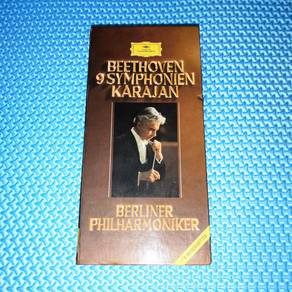 BEETHOVEN
9 SYMPHONIEN
KARAJAN
BERLINER
PHILHARMONIKER